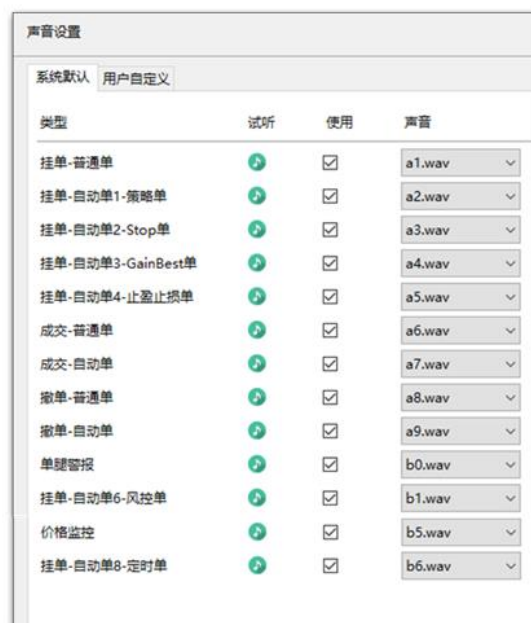 声音设置
系统默认 用户自定义
类型 试听 使用 声音
挂单-普通单 a1.wav
挂单-自动单1-策略单 a2.wav
挂单-自动单2-Stop单 a3.wav
挂单-自动单3-GainBest单 a4.wav
挂单-自动单4-止盈止损单 a5.wav
成交-普通单 a6.wav
成交-自动单 a7.wav
撤单-普通单 a8.wav
撤单-自动单 a9.wav
单腿警报 b0.wav
挂单-自动单6-风控单 b1.wav
价格监控 b5.wav
挂单-自动单8-定时单 b6.wav